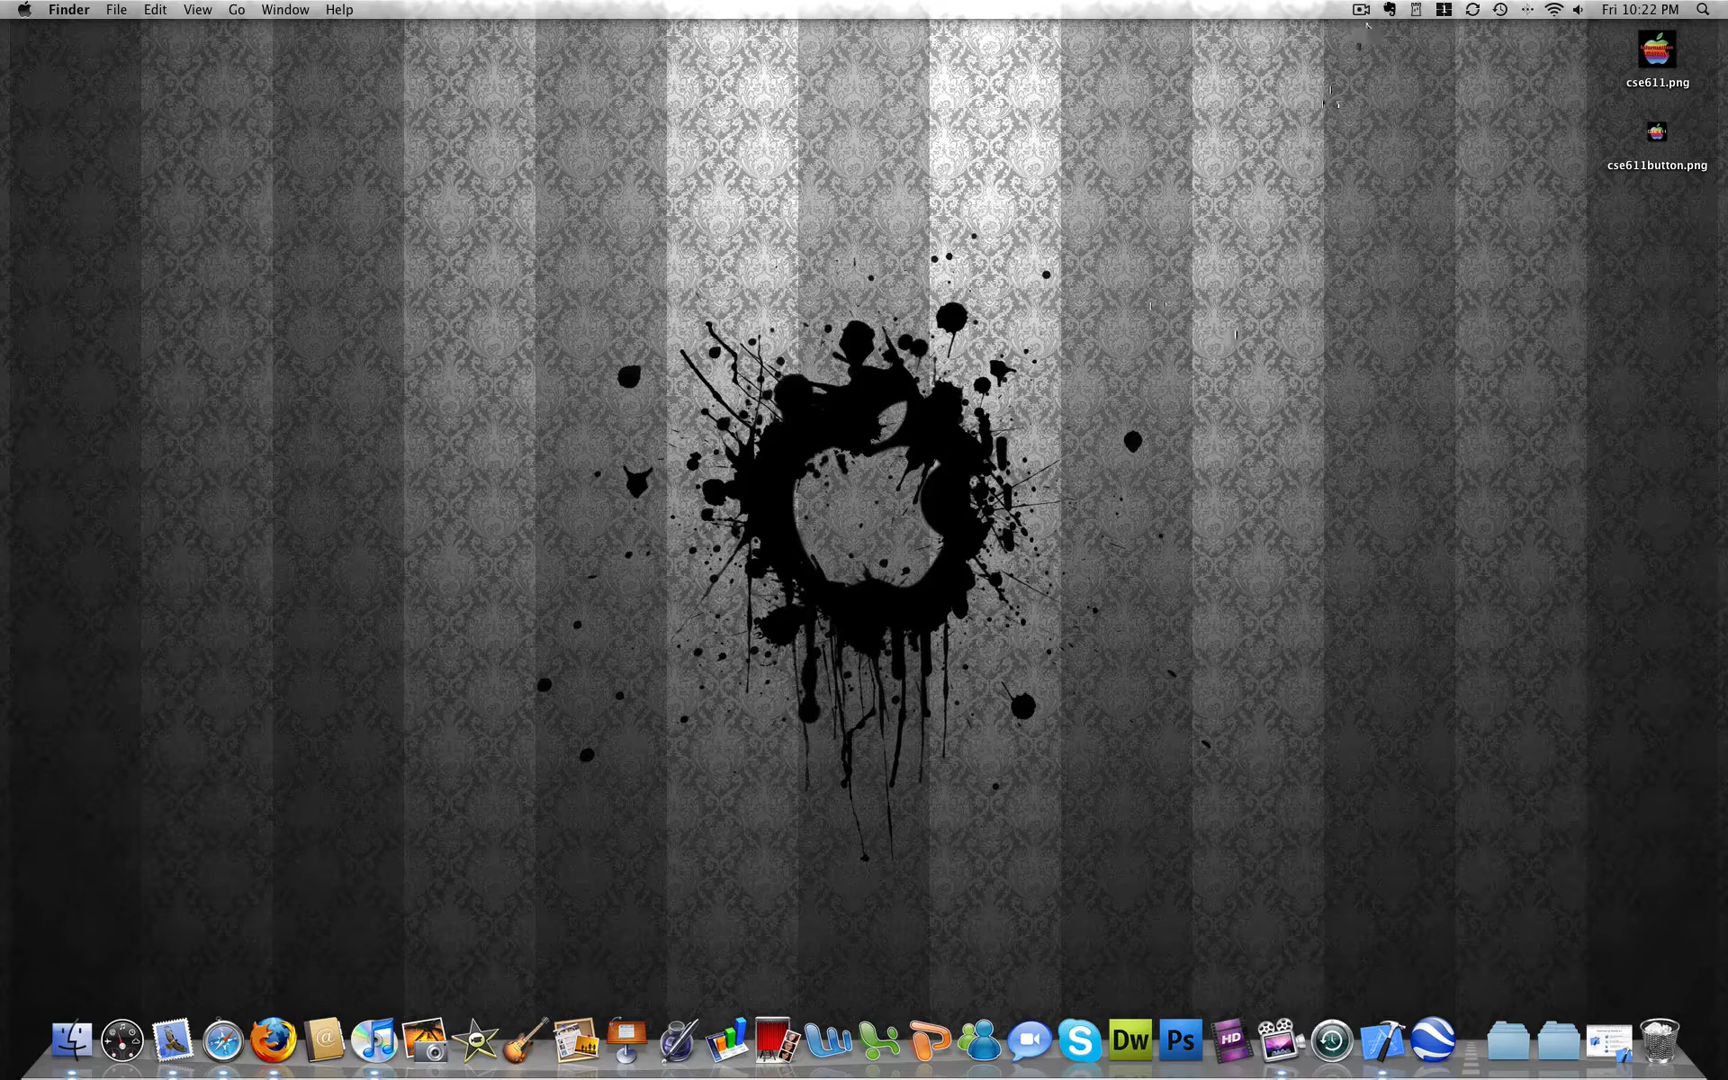 Finder File Edit View Go Window Help
Fri 10:22 PM
cse611.png
cse611button.png
Dw
Ps
HD